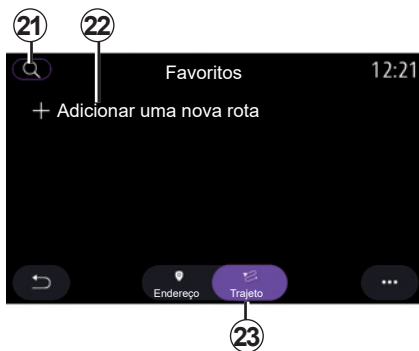 21 22
Favoritos 12:21
+ Adicionar uma nova rota
Endereço Trajeto
23